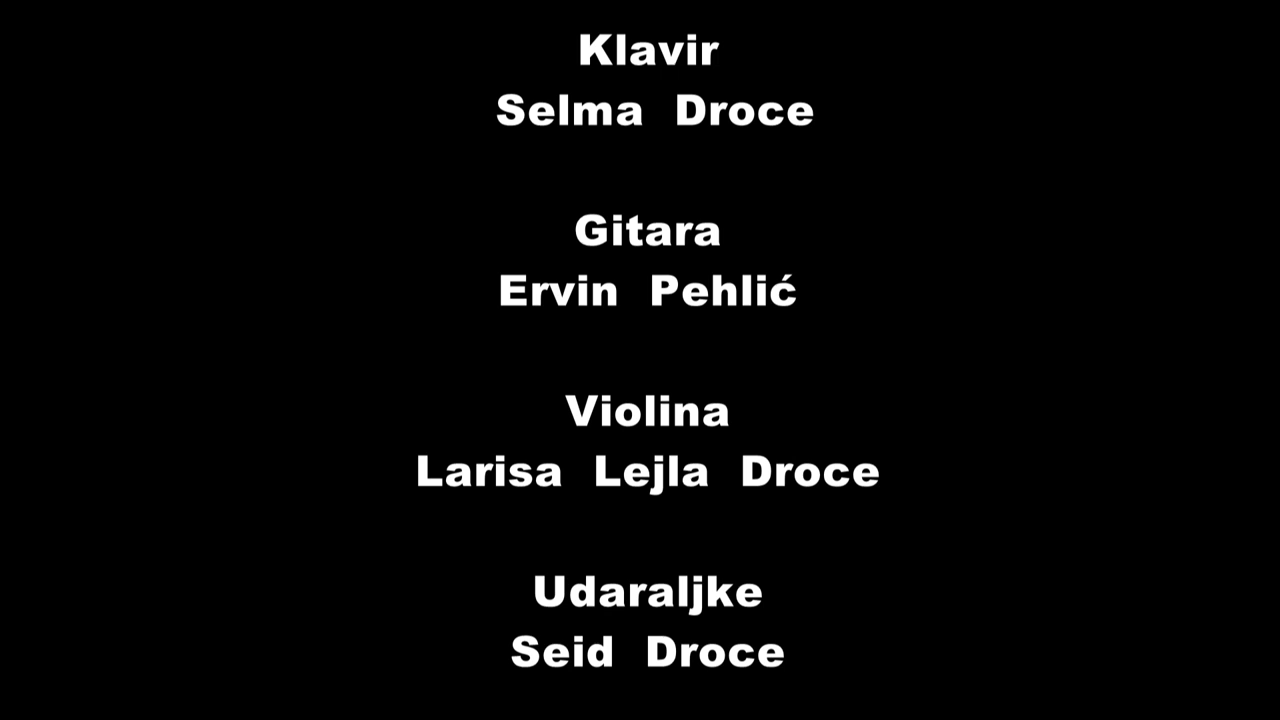 Klavir
Selma Droce
Gitara
Ervin Pehlić
Violina
Larisa Lejla Droce
Udaraljke
Seid Droce